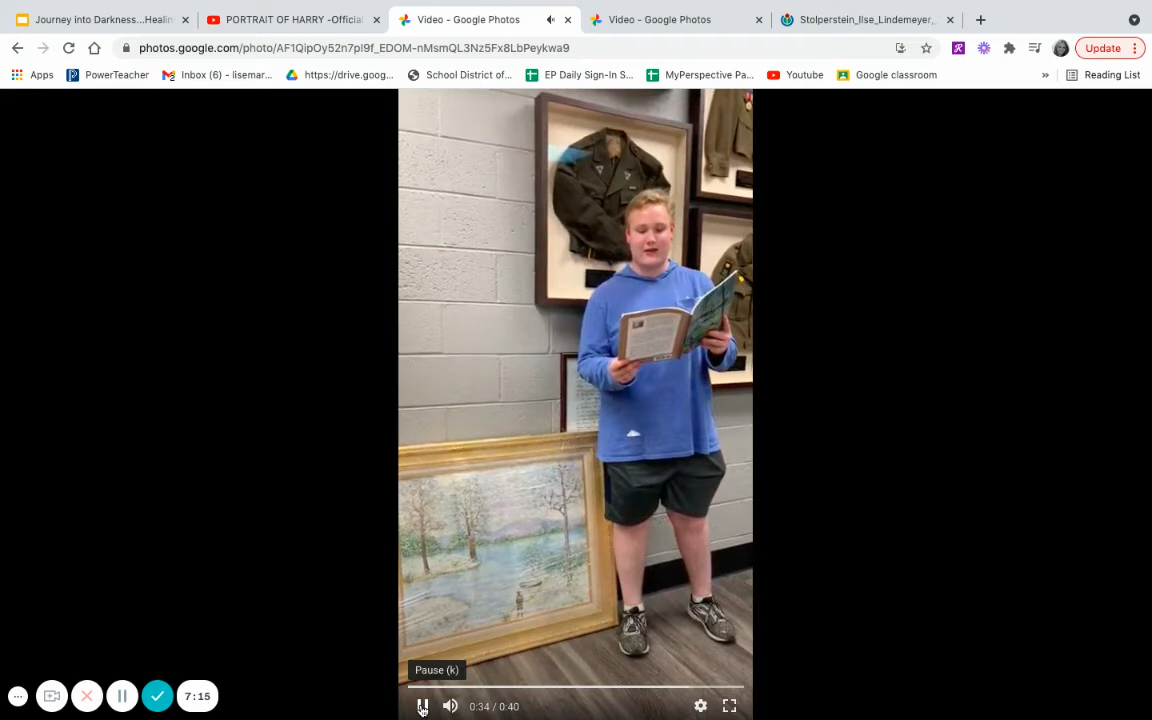 Journey into Darkness...Healin
PORTRAIT OF HARRY -Official
Video - Google Photos
Video - Google Photos
Stolperstein_Ilse_Lindemeyer,_
photos.google.com/photo/AF1QipOy52n7pI9f_EDOM-nMsmQL3Nz5Fx8LbPeykwa9
Update
Apps
PowerTeacher
Inbox (6) - lisemar...
https://drive.goog...
School District of...
EP Daily Sign-In S...
MyPerspective Pa...
Youtube
Google classroom
»
Reading List
Pause (k)
0:34 / 0:40
7:15